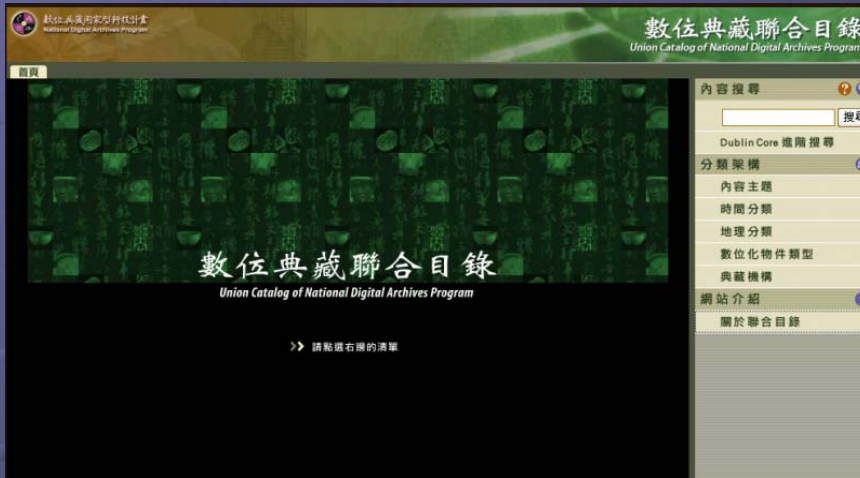 數位典藏國家型科技計畫
National Digital Archives Program
數位典藏聯合目錄
Union Catalog of National Digital Archives Program
首頁
數位典藏聯合目錄
Union Catalog of National Digital Archives Program
請點選右邊的清單
內容搜尋
搜尋
Dublin Core 進階搜尋
分類架構
內容主題
時間分類
地理分類
數位化物件類型
典藏機構
網站介紹
關於聯合目錄